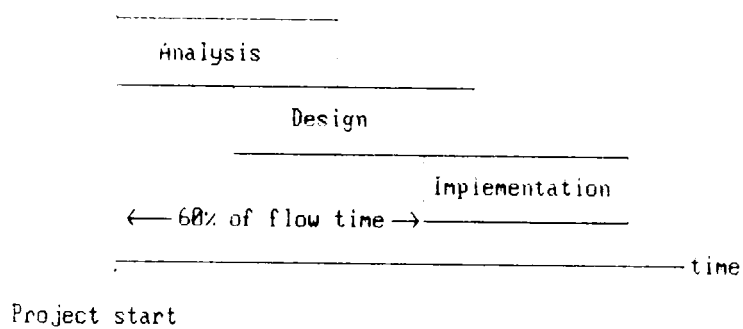 Analysis
Design
Implementation
← 60% of flow time →
time
Project start